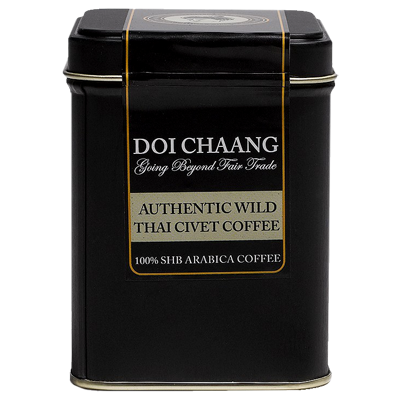 DOI CHAANG
Going Beyond Fair Trade
AUTHENTIC WILD
THAI CIVET COFFEE
100% SHB ARABICA COFFEE